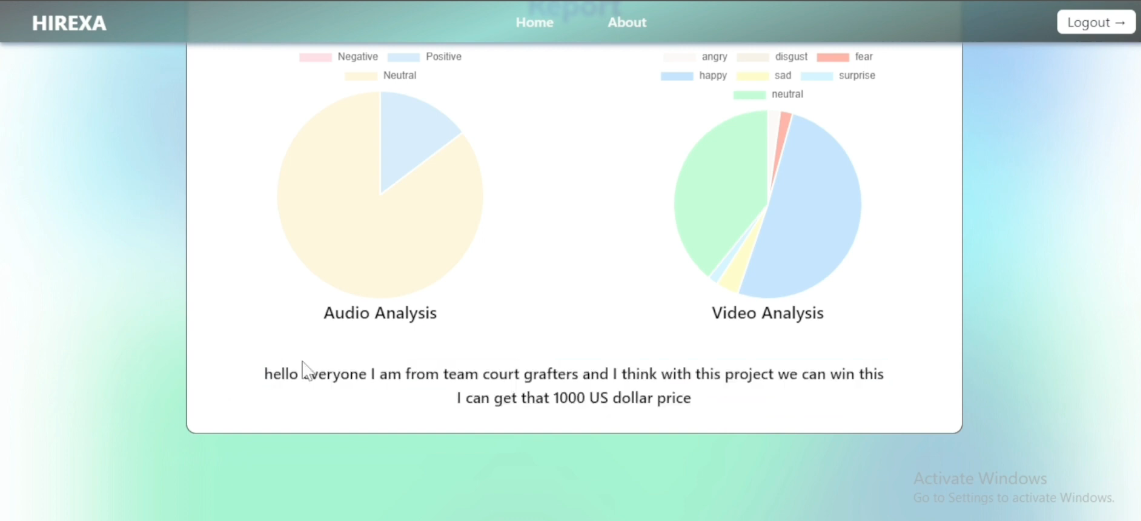 Report
HIREXA Home About Logout →
Negative Positive
Neutral
angry disgust fear
happy sad surprise
neutral
Audio Analysis
Video Analysis
hello everyone I am from team court grafters and I think with this project we can win this
I can get that 1000 US dollar price
Activate Windows
Go to Settings to activate Windows.